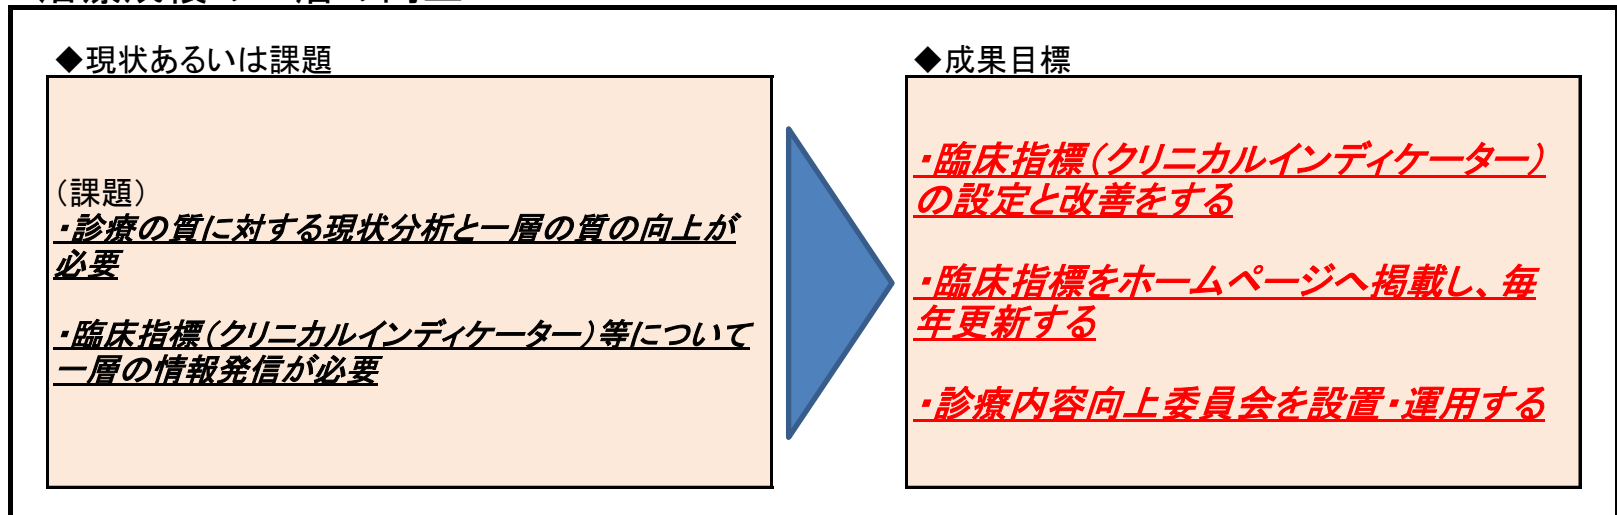 ◆現状あるいは課題
(課題)
・診療の質に対する現状分析と一層の質の向上が
必要
・臨床指標(クリニカルインディケーター)等について
一層の情報発信が必要
◆成果目標
・臨床指標(クリニカルインディケーター)
の設定と改善をする
・臨床指標をホームページへ掲載し、毎
年更新する
・診療内容向上委員会を設置・運用する